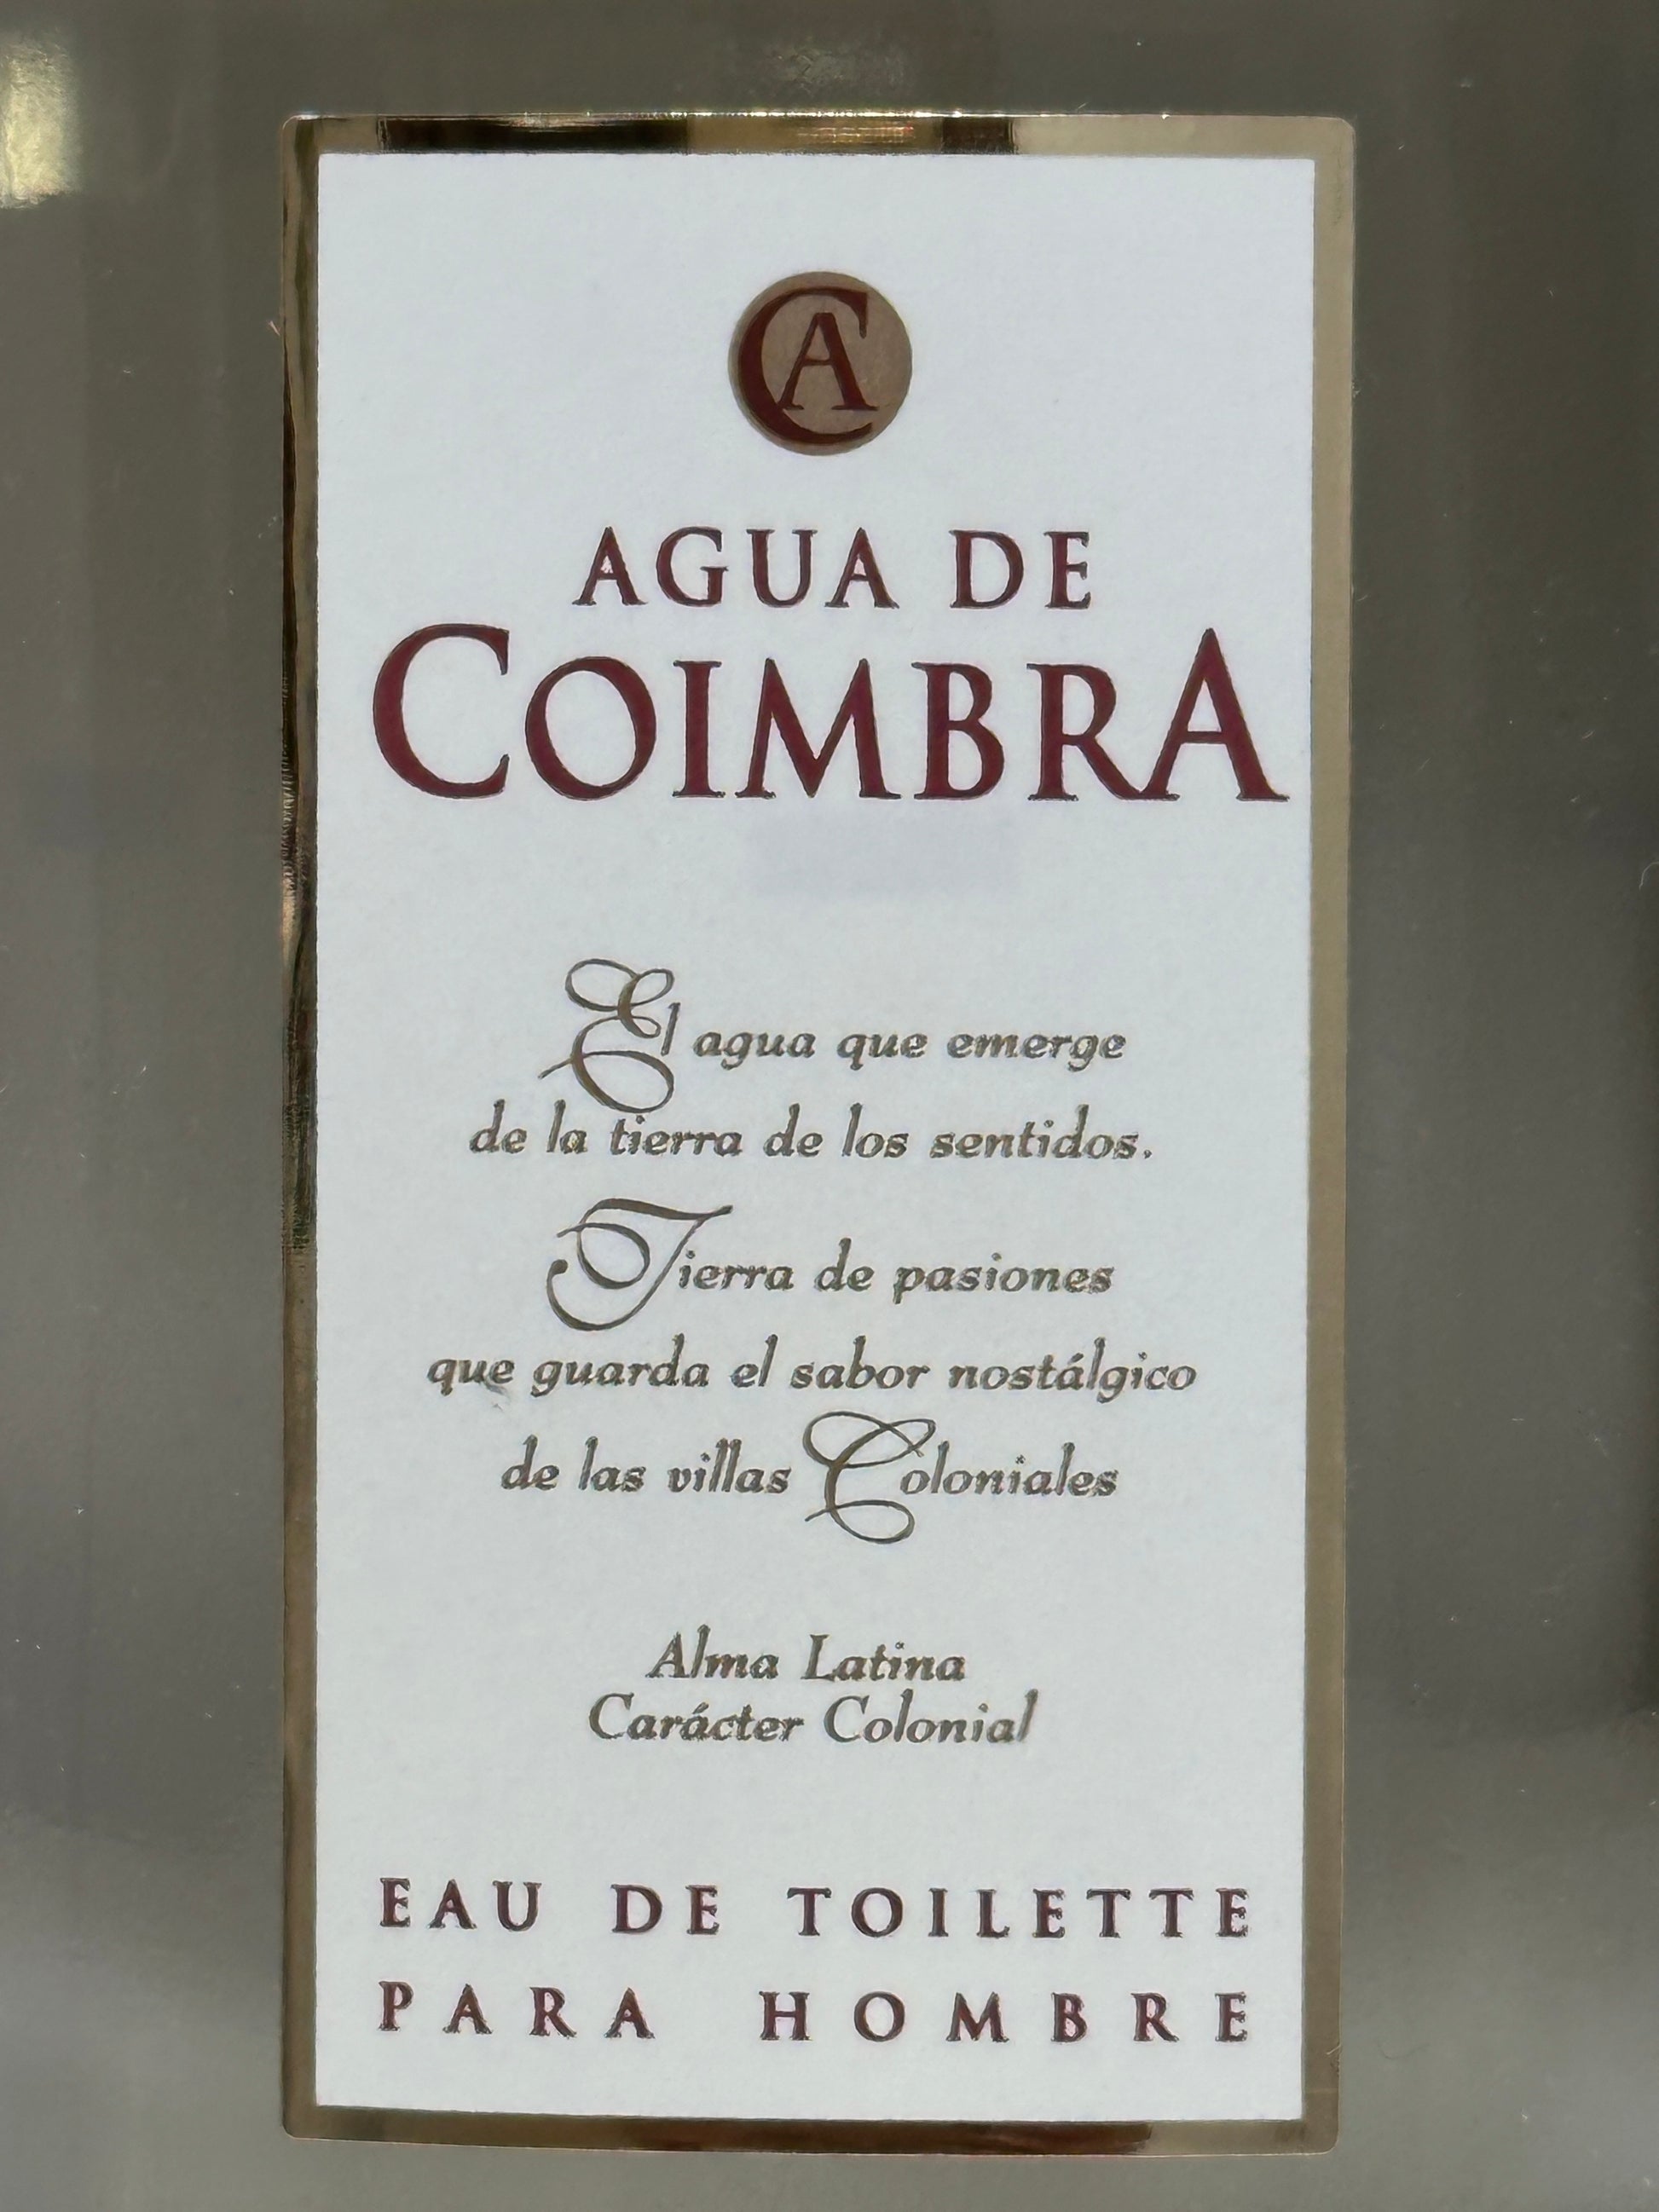 CA
AGUA DE
COIMBRA
El agua que emerge
de la tierra de los sentidos.
Tierra de pasiones
que guarda el sabor nostálgico
de las villas Coloniales
Alma Latina
Carácter Colonial
EAU DE TOILETTE
PARA HOMBRE